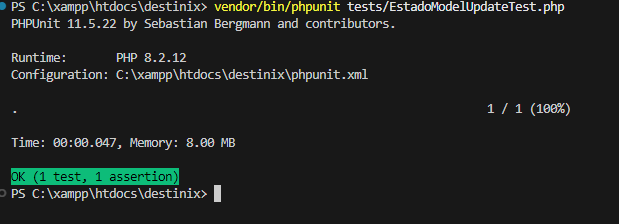 PS C:\xampp\htdocs\destinix> vendor/bin/phpunit tests/EstadoModelUpdateTest.php
PHPUnit 11.5.22 by Sebastian Bergmann and contributors.
Runtime:       PHP 8.2.12
Configuration: C:\xampp\htdocs\destinix\phpunit.xml
.                                                                   1 / 1 (100%)
Time: 00:00.047, Memory: 8.00 MB
OK (1 test, 1 assertion)
PS C:\xampp\htdocs\destinix>